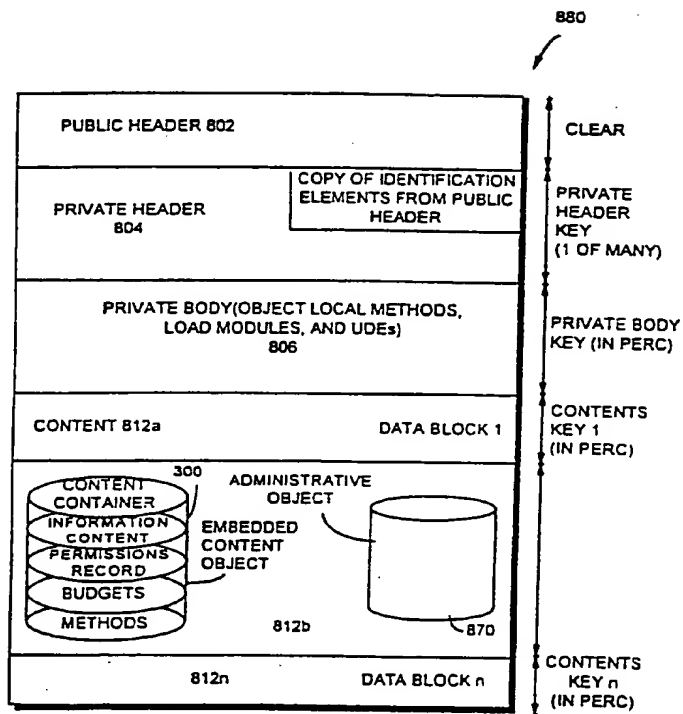 880
PUBLIC HEADER 802
CLEAR
COPY OF IDENTIFICATION
ELEMENTS FROM PUBLIC
HEADER
PRIVATE HEADER
804
PRIVATE
HEADER
KEY
(1 OF MANY)
PRIVATE BODY(OBJECT LOCAL METHODS,
LOAD MODULES, AND UDEs)
806
PRIVATE BODY
KEY (IN PERC)
CONTENT 812a
DATA BLOCK 1
CONTENTS
KEY 1
(IN PERC)
CONTENT
CONTAINER
INFORMATION
CONTENT
PERMISSIONS
RECORD
BUDGETS
METHODS
300
EMBEDDED
CONTENT
OBJECT
ADMINISTRATIVE
OBJECT
870
812b
812n
DATA BLOCK n
CONTENTS
KEY n
(IN PERC)